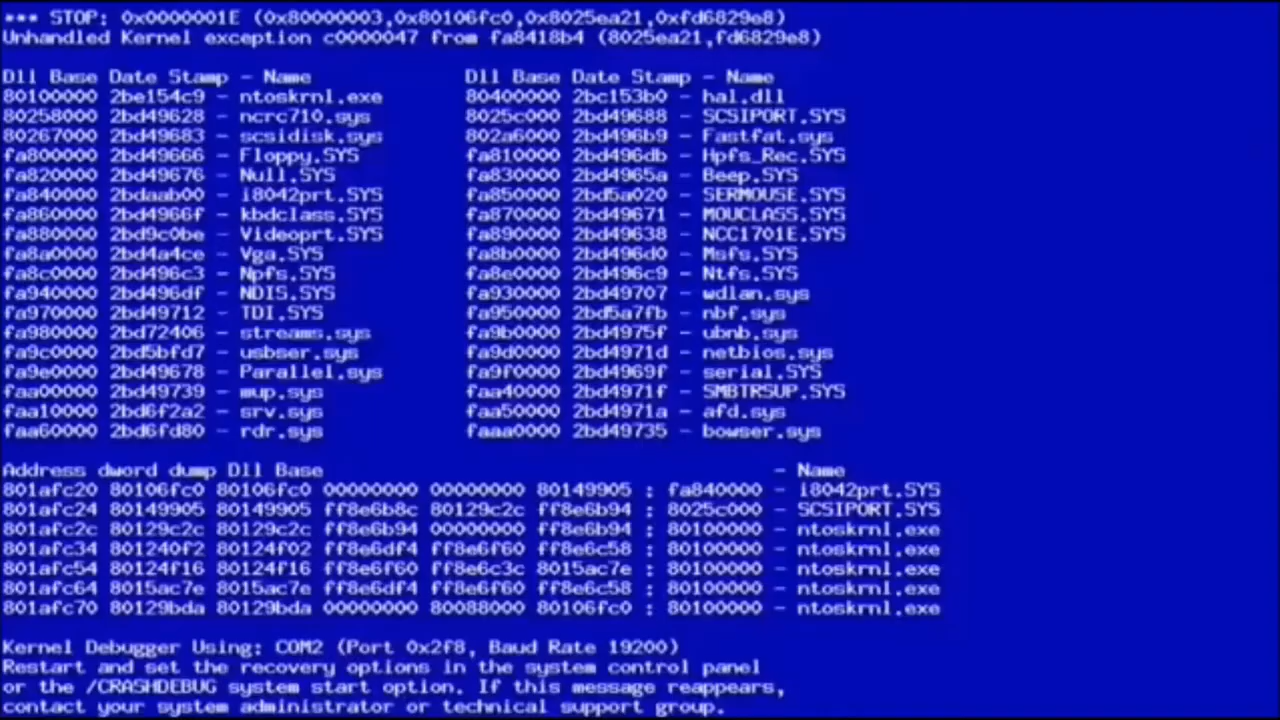 *** STOP: 0x0000001E (0x80000003,0x80106fc0,0x8025ea21,0xfd6829e8)
Unhandled Kernel exception c0000047 from fa8418b4 (8025ea21,fd6829e8)
Dll Base Date Stamp - Name Dll Base Date Stamp - Name
80100000 2be154c9 - ntoskrnl.exe 80400000 2bc153b0 - hal.dll
80258000 2bd49628 - ncrc710.sys 8025c000 2bd49688 - SCSIPORT.SYS
80267000 2bd49683 - scsidisk.sys 802a6000 2bd496b9 - Fastfat.sys
fa800000 2bd49666 - Floppy.SYS fa810000 2bd496db - Hpfs_Rec.SYS
fa820000 2bd49676 - Null.SYS fa830000 2bd4965a - Beep.SYS
fa840000 2bdaab00 - i8042prt.SYS fa850000 2bd5a020 - SERMOUSE.SYS
fa860000 2bd4966f - kbdclass.SYS fa870000 2bd49671 - MOUCLASS.SYS
fa880000 2bd9c0be - Videoprt.SYS fa890000 2bd49638 - NCC1701E.SYS
fa8a0000 2bd4a4ce - Vga.SYS fa8b0000 2bd496d0 - Msfs.SYS
fa8c0000 2bd496c3 - Npfs.SYS fa8e0000 2bd496c9 - Ntfs.SYS
fa940000 2bd496df - NDIS.SYS fa930000 2bd49707 - wdlan.sys
fa970000 2bd49712 - TDI.SYS fa950000 2bd5a7fb - nbf.sys
fa980000 2bd72406 - streams.sys fa9b0000 2bd4975f - ubnb.sys
fa9c0000 2bd5bfd7 - usbser.sys fa9d0000 2bd4971d - netbios.sys
fa9e0000 2bd49678 - Parallel.sys fa9f0000 2bd4969f - serial.SYS
faa00000 2bd49739 - mup.sys faa40000 2bd4971f - SMBTRSUP.SYS
faa10000 2bd6f2a2 - srv.sys faa50000 2bd4971a - afd.sys
faa60000 2bd6fd80 - rdr.sys faaa0000 2bd49735 - bowser.sys
Address dword dump Dll Base - Name
801afc20 80106fc0 80106fc0 00000000 00000000 80149905 : fa840000 - i8042prt.SYS
801afc24 80149905 80149905 ff8e6b8c 80129c2c ff8e6b94 : 8025c000 - SCSIPORT.SYS
801afc2c 80129c2c 80129c2c ff8e6b94 00000000 ff8e6b94 : 80100000 - ntoskrnl.exe
801afc34 801240f2 80124f02 ff8e6df4 ff8e6f60 ff8e6c58 : 80100000 - ntoskrnl.exe
801afc54 80124f16 80124f16 ff8e6f60 ff8e6c3c 8015ac7e : 80100000 - ntoskrnl.exe
801afc64 8015ac7e 8015ac7e ff8e6df4 ff8e6f60 ff8e6c58 : 80100000 - ntoskrnl.exe
801afc70 80129bda 80129bda 00000000 80088000 80106fc0 : 80100000 - ntoskrnl.exe
Kernel Debugger Using: COM2 (Port 0x2f8, Baud Rate 19200)
Restart and set the recovery options in the system control panel
or the /CRASHDEBUG system start option. If this message reappears,
contact your system administrator or technical support group.